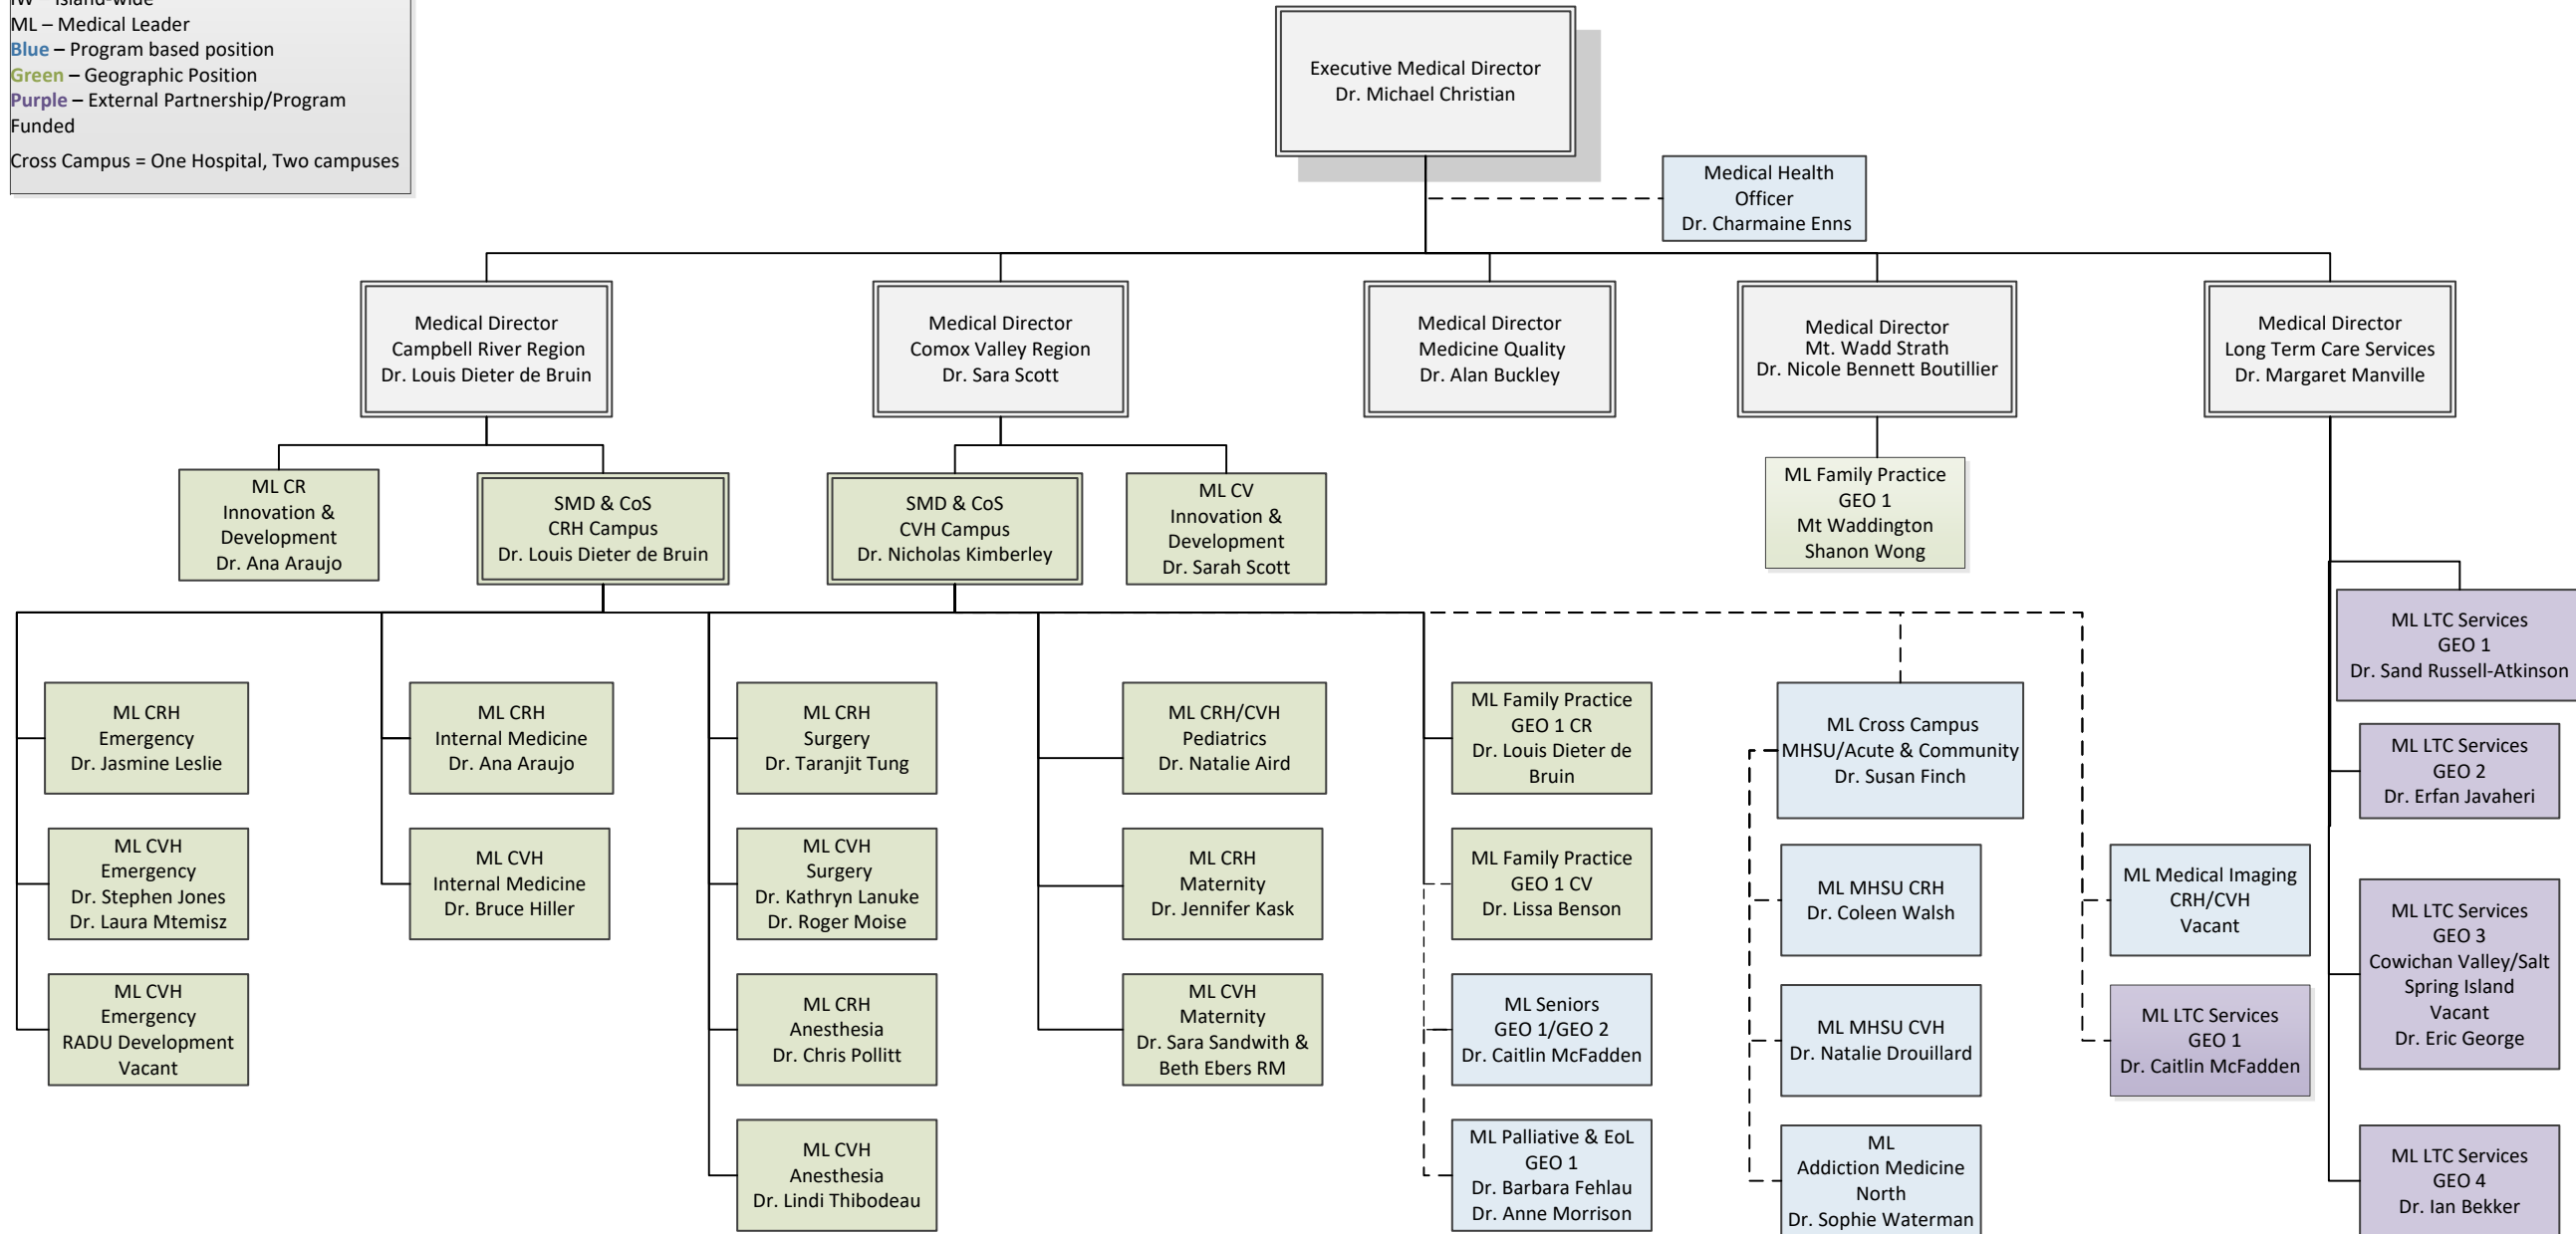 IW – Island-wide
ML – Medical Leader
Blue – Program based position
Green – Geographic Position
Purple – External Partnership/Program
Funded
Cross Campus = One Hospital, Two campuses
Executive Medical Director
Dr. Michael Christian
Medical Health
Officer
Dr. Charmaine Enns
Medical Director
Campbell River Region
Dr. Louis Dieter de Bruin
Medical Director
Comox Valley Region
Dr. Sara Scott
Medical Director
Medicine Quality
Dr. Alan Buckley
Medical Director
Mt. Wadd Strath
Dr. Nicole Bennett Boutillier
Medical Director
Long Term Care Services
Dr. Margaret Manville
ML CR
Innovation &
Development
Dr. Ana Araujo
SMD & CoS
CRH Campus
Dr. Louis Dieter de Bruin
SMD & CoS
CVH Campus
Dr. Nicholas Kimberley
ML CV
Innovation &
Development
Dr. Sarah Scott
ML Family Practice
GEO 1
Mt Waddington
Shanon Wong
ML CRH
Emergency
Dr. Jasmine Leslie
ML CVH
Emergency
Dr. Stephen Jones
Dr. Laura Mtemisz
ML CVH
Emergency
RADU Development
Vacant
ML CRH
Internal Medicine
Dr. Ana Araujo
ML CVH
Internal Medicine
Dr. Bruce Hiller
ML CRH
Surgery
Dr. Taranjit Tung
ML CVH
Surgery
Dr. Kathryn Lanuke
Dr. Roger Moise
ML CRH
Anesthesia
Dr. Chris Pollitt
ML CVH
Anesthesia
Dr. Lindi Thibodeau
ML CRH/CVH
Pediatrics
Dr. Natalie Aird
ML CRH
Maternity
Dr. Jennifer Kask
ML CVH
Maternity
Dr. Sara Sandwith &
Beth Ebers RM
ML Family Practice
GEO 1 CR
Dr. Louis Dieter de
Bruin
ML Family Practice
GEO 1 CV
Dr. Lissa Benson
ML Seniors
GEO 1/GEO 2
Dr. Caitlin McFadden
ML Palliative & EoL
GEO 1
Dr. Barbara Fehlau
Dr. Anne Morrison
ML Cross Campus
MHSU/Acute & Community
Dr. Susan Finch
ML MHSU CRH
Dr. Coleen Walsh
ML MHSU CVH
Dr. Natalie Drouillard
ML
Addiction Medicine
North
Dr. Sophie Waterman
ML Medical Imaging
CRH/CVH
Vacant
ML LTC Services
GEO 1
Dr. Caitlin McFadden
ML LTC Services
GEO 1
Dr. Sand Russell-Atkinson
ML LTC Services
GEO 2
Dr. Erfan Javaheri
ML LTC Services
GEO 3
Cowichan Valley/Salt
Spring Island
Vacant
Dr. Eric George
ML LTC Services
GEO 4
Dr. Ian Bekker